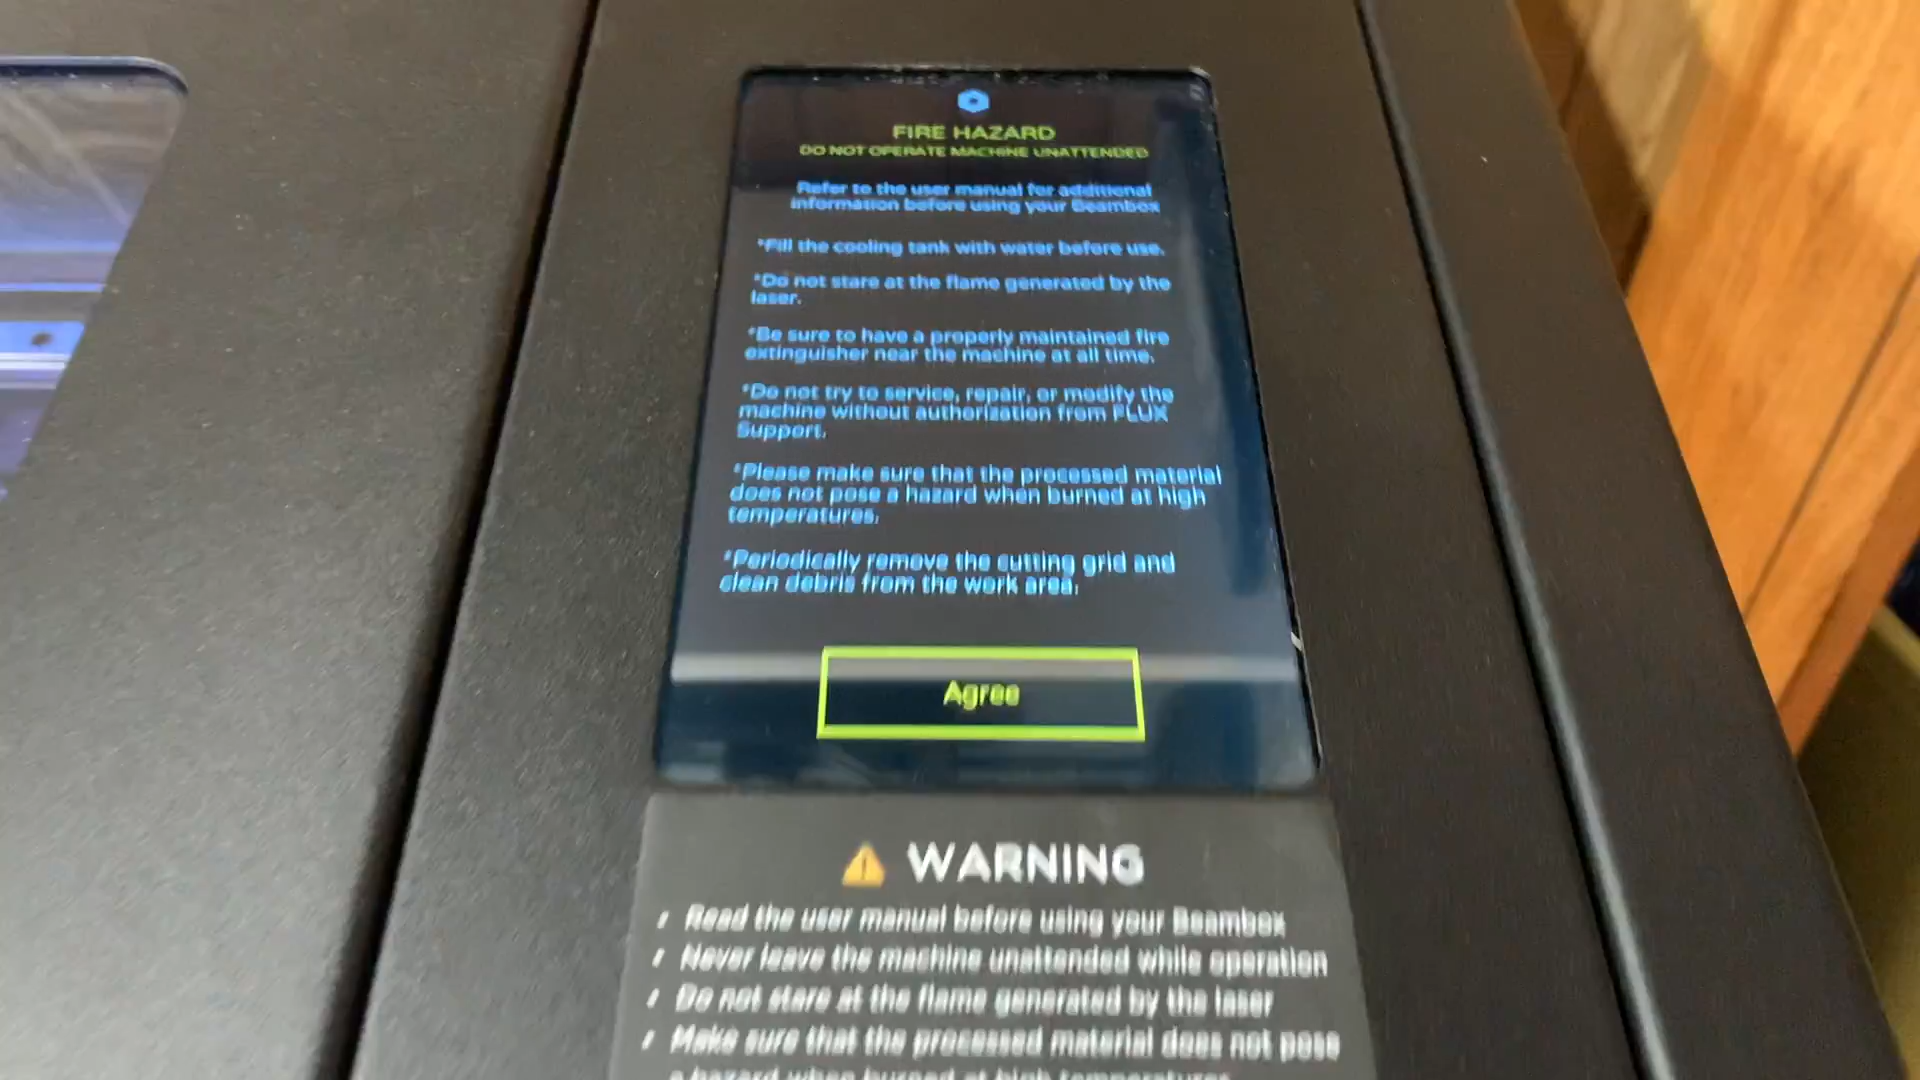 FIRE HAZARD
DO NOT OPERATE MACHINE UNATTENDED
Refer to the user manual for additional
information before using your Beambox
*Fill the cooling tank with water before use.
*Do not stare at the flame generated by the
laser.
*Be sure to have a properly maintained fire
extinguisher near the machine at all time.
*Do not try to service, repair, or modify the
machine without authorization from FLUX
Support.
*Please make sure that the processed material
does not pose a hazard when burned at high
temperatures.
*Periodically remove the cutting grid and
clean debris from the work area.
Agree
WARNING
Read the user manual before using your Beambox
Never leave the machine unattended while operation
Do not stare at the flame generated by the laser
Make sure that the processed material does not pose
a hazard when burned at high temperatures